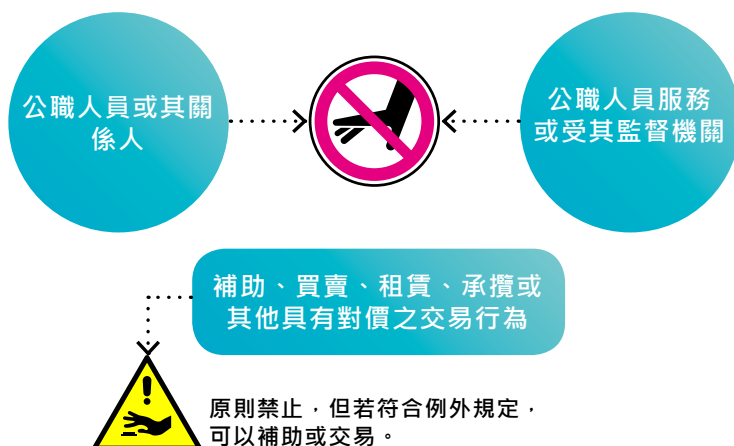 公職人員或其關
係人
公職人員服務
或受其監督機關
補助、買賣、租賃、承攬或
其他具有對價之交易行為
原則禁止，但若符合例外規定，
可以補助或交易。